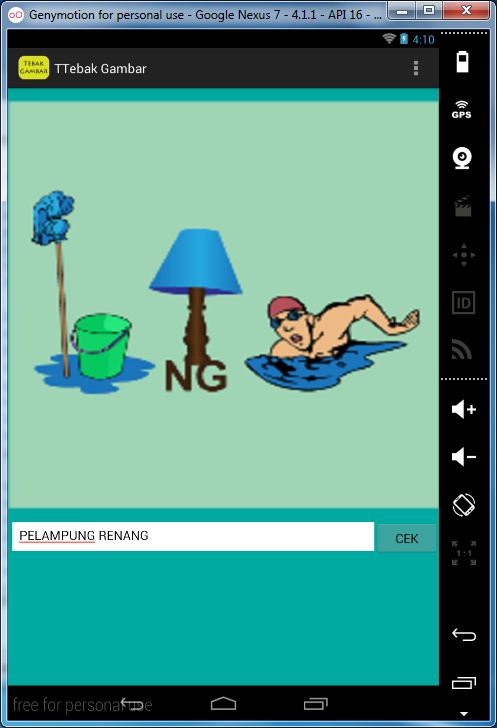 Genymotion for personal use - Google Nexus 7 - 4.1.1 - API 16 - ...
4:10
TEBAK
GAMBAR
TTebak Gambar
GPS
NG
ID
PELAMPUNG RENANG
CEK
1:1
free for personal use